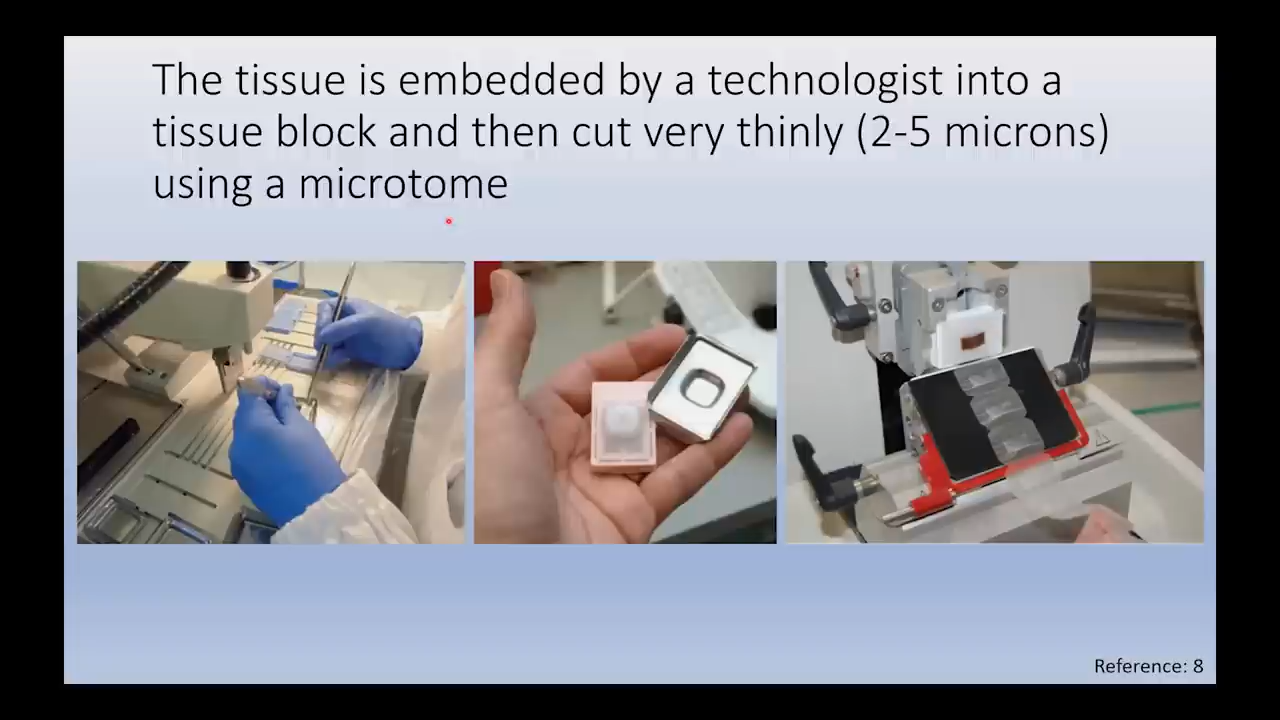 The tissue is embedded by a technologist into a
tissue block and then cut very thinly (2-5 microns)
using a microtome
Reference: 8